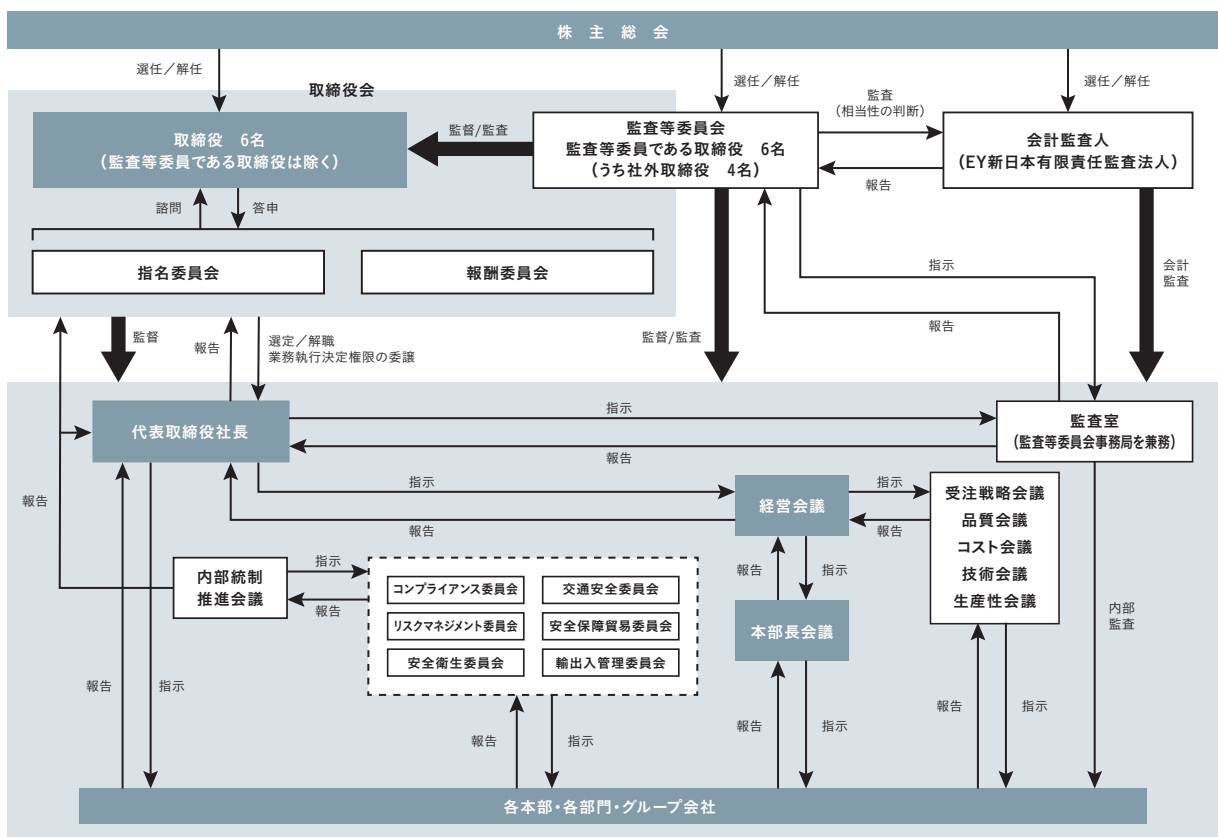 株 主 総 会
選任／解任
取締役会
選任／解任
選任／解任
監査
（相当性の判断）
取締役　6名
（監査等委員である取締役は除く）
監督/監査
監査等委員会
監査等委員である取締役　6名
（うち社外取締役　4名）
会計監査人
（EY新日本有限責任監査法人）
報告
諮問
答申
指名委員会
報酬委員会
指示
会計
監査
監督
報告
選定／解職
業務執行決定権限の委譲
監督/監査
報告
代表取締役社長
指示
監査室
（監査等委員会事務局を兼務）
報告
報告
指示
経営会議
指示
報告
報告
受注戦略会議
品質会議
コスト会議
技術会議
生産性会議
内部統制
推進会議
指示
報告
コンプライアンス委員会
交通安全委員会
リスクマネジメント委員会
安全保障貿易委員会
安全衛生委員会
輸出入管理委員会
報告
指示
本部長会議
内部
監査
報告
指示
報告
指示
報告
指示
報告
指示
各本部・各部門・グループ会社